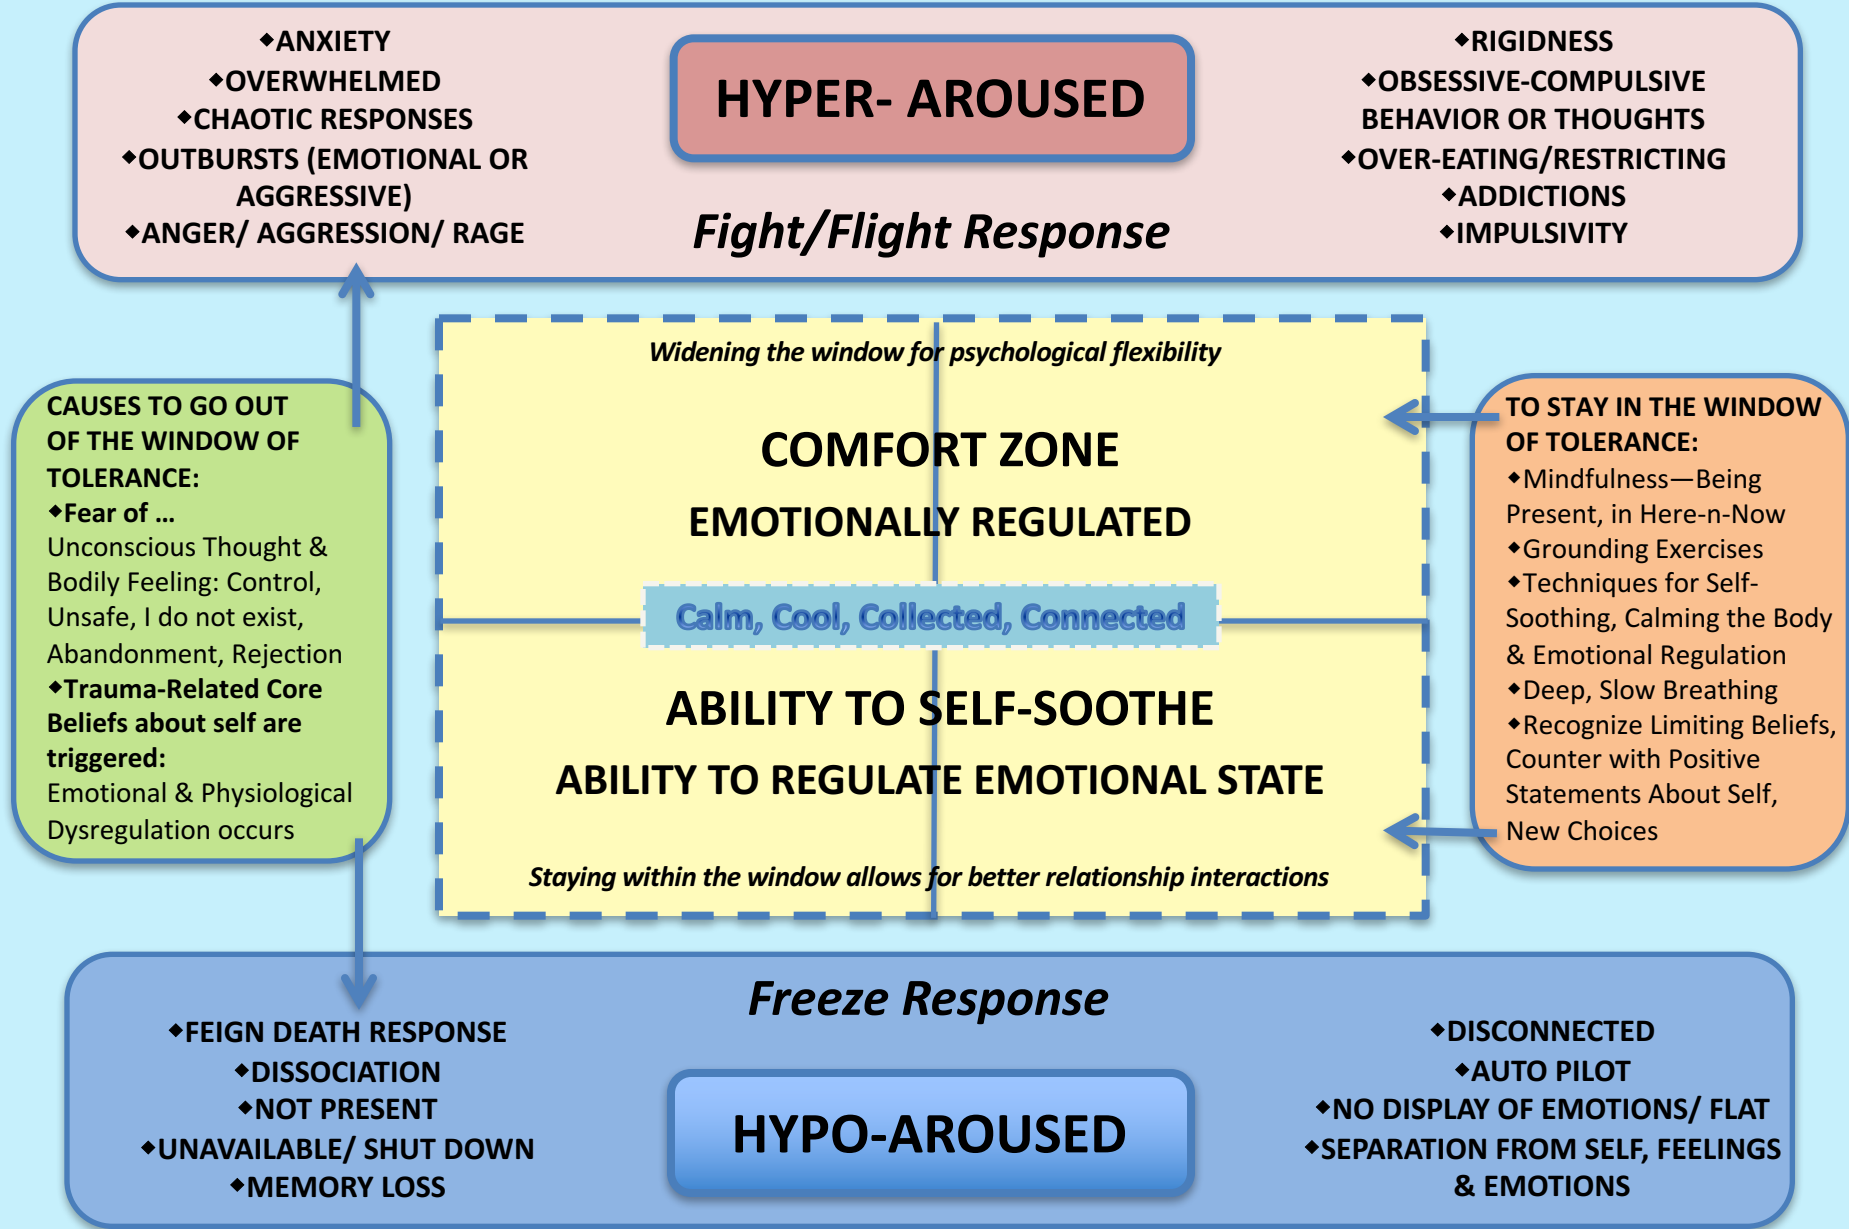 ◆ANXIETY
◆OVERWHELMED
◆CHAOTIC RESPONSES
◆OUTBURSTS (EMOTIONAL OR
AGGRESSIVE)
◆ANGER/ AGGRESSION/ RAGE
HYPER- AROUSED
Fight/Flight Response
◆RIGIDNESS
◆OBSESSIVE-COMPULSIVE
BEHAVIOR OR THOUGHTS
◆OVER-EATING/RESTRICTING
◆ADDICTIONS
◆IMPULSIVITY
CAUSES TO GO OUT
OF THE WINDOW OF
TOLERANCE:
◆Fear of …
Unconscious Thought &
Bodily Feeling: Control,
Unsafe, I do not exist,
Abandonment, Rejection
◆Trauma-Related Core
Beliefs about self are
triggered:
Emotional & Physiological
Dysregulation occurs
Widening the window for psychological flexibility
COMFORT ZONE
EMOTIONALLY REGULATED
Calm, Cool, Collected, Connected
ABILITY TO SELF-SOOTHE
ABILITY TO REGULATE EMOTIONAL STATE
Staying within the window allows for better relationship interactions
TO STAY IN THE WINDOW
OF TOLERANCE:
◆Mindfulness—Being
Present, in Here-n-Now
◆Grounding Exercises
◆Techniques for Self-
Soothing, Calming the Body
& Emotional Regulation
◆Deep, Slow Breathing
◆Recognize Limiting Beliefs,
Counter with Positive
Statements About Self,
New Choices
Freeze Response
◆FEIGN DEATH RESPONSE
◆DISSOCIATION
◆NOT PRESENT
◆UNAVAILABLE/ SHUT DOWN
◆MEMORY LOSS
HYPO-AROUSED
◆DISCONNECTED
◆AUTO PILOT
◆NO DISPLAY OF EMOTIONS/ FLAT
◆SEPARATION FROM SELF, FEELINGS
& EMOTIONS